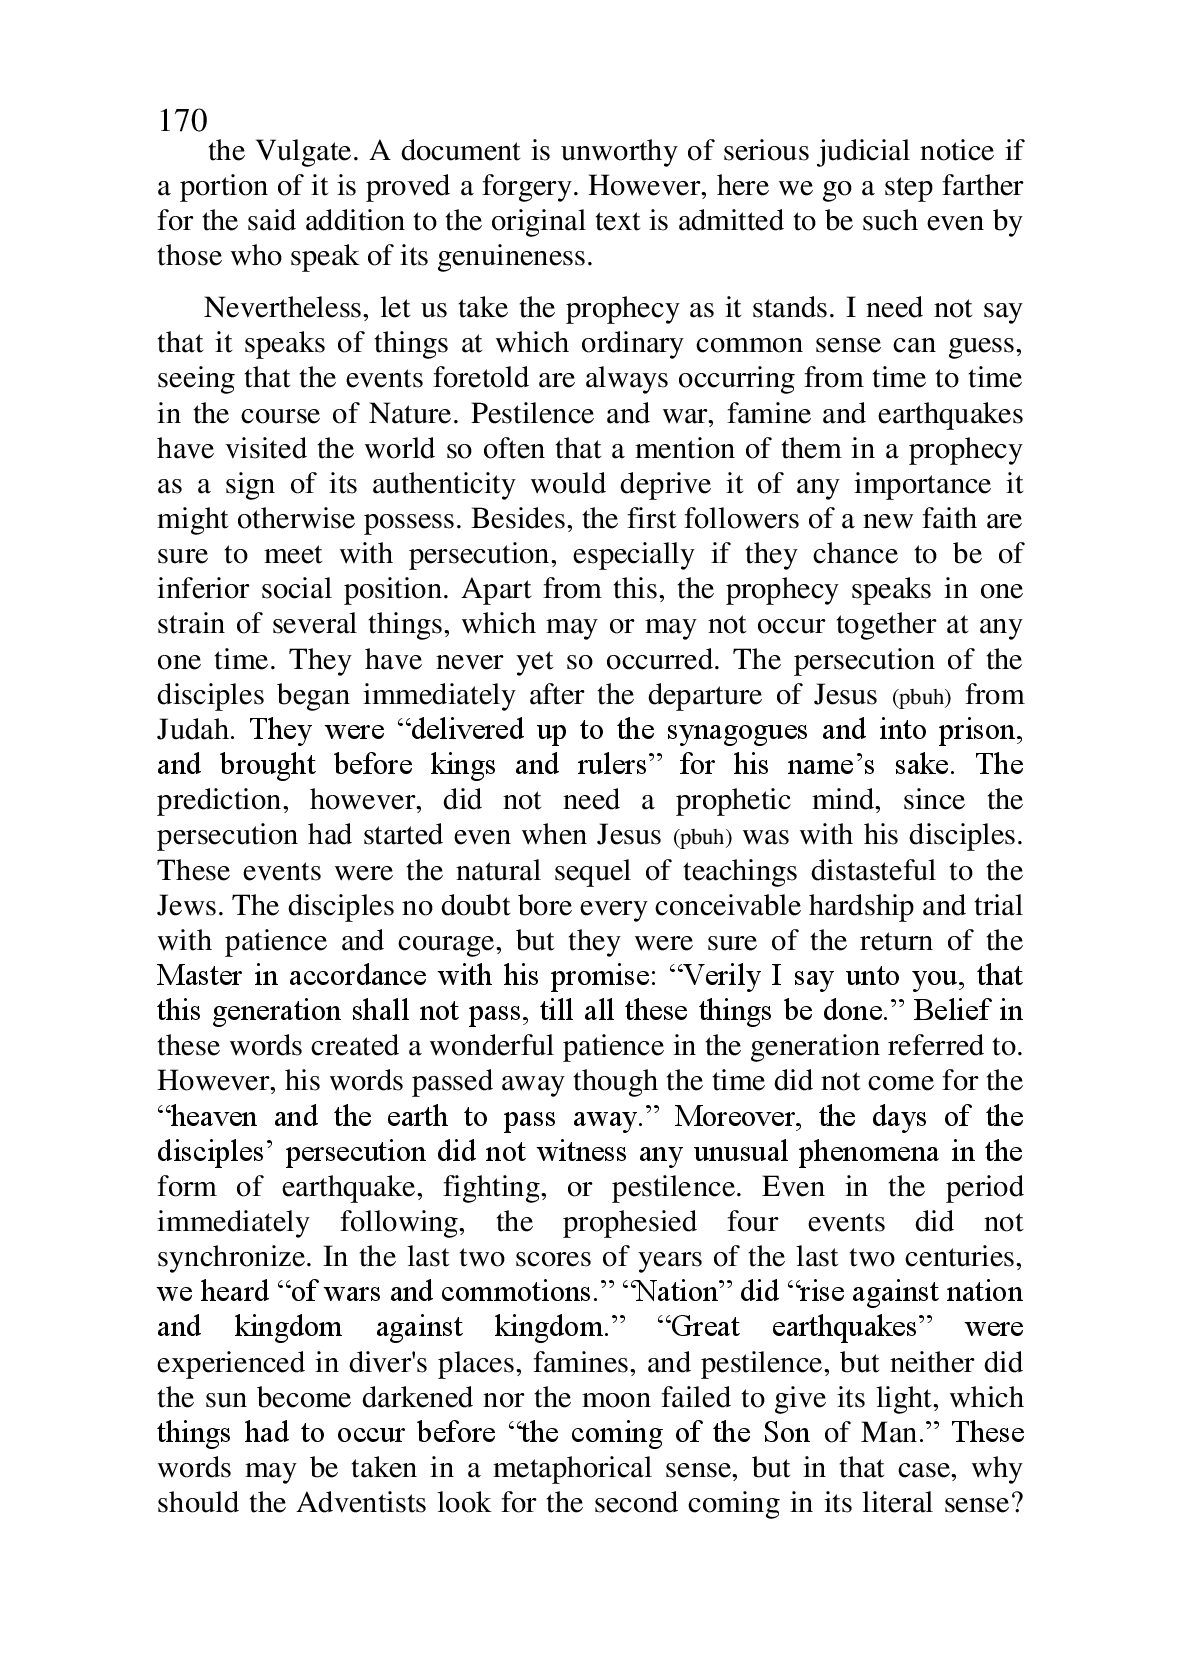 170
the Vulgate. A document is unworthy of serious judicial notice if
a portion of it is proved a forgery. However, here we go a step farther
for the said addition to the original text is admitted to be such even by
those who speak of its genuineness.
Nevertheless, let us take the prophecy as it stands. I need not say
that it speaks of things at which ordinary common sense can guess,
seeing that the events foretold are always occurring from time to time
in the course of Nature. Pestilence and war, famine and earthquakes
have visited the world so often that a mention of them in a prophecy
as a sign of its authenticity would deprive it of any importance it
might otherwise possess. Besides, the first followers of a new faith are
sure to meet with persecution, especially if they chance to be of
inferior social position. Apart from this, the prophecy speaks in one
strain of several things, which may or may not occur together at any
one time. They have never yet so occurred. The persecution of the
disciples began immediately after the departure of Jesus (pbuh) from
Judah. They were “delivered up to the synagogues and into prison,
and brought before kings and rulers” for his name’s sake. The
prediction, however, did not need a prophetic mind, since the
persecution had started even when Jesus (pbuh) was with his disciples.
These events were the natural sequel of teachings distasteful to the
Jews. The disciples no doubt bore every conceivable hardship and trial
with patience and courage, but they were sure of the return of the
Master in accordance with his promise: “Verily I say unto you, that
this generation shall not pass, till all these things be done.” Belief in
these words created a wonderful patience in the generation referred to.
However, his words passed away though the time did not come for the
“heaven and the earth to pass away.” Moreover, the days of the
disciples’ persecution did not witness any unusual phenomena in the
form of earthquake, fighting, or pestilence. Even in the period
immediately following, the prophesied four events did not
synchronize. In the last two scores of years of the last two centuries,
we heard “of wars and commotions.” “Nation” did “rise against nation
and kingdom against kingdom.” “Great earthquakes” were
experienced in diver's places, famines, and pestilence, but neither did
the sun become darkened nor the moon failed to give its light, which
things had to occur before “the coming of the Son of Man.” These
words may be taken in a metaphorical sense, but in that case, why
should the Adventists look for the second coming in its literal sense?